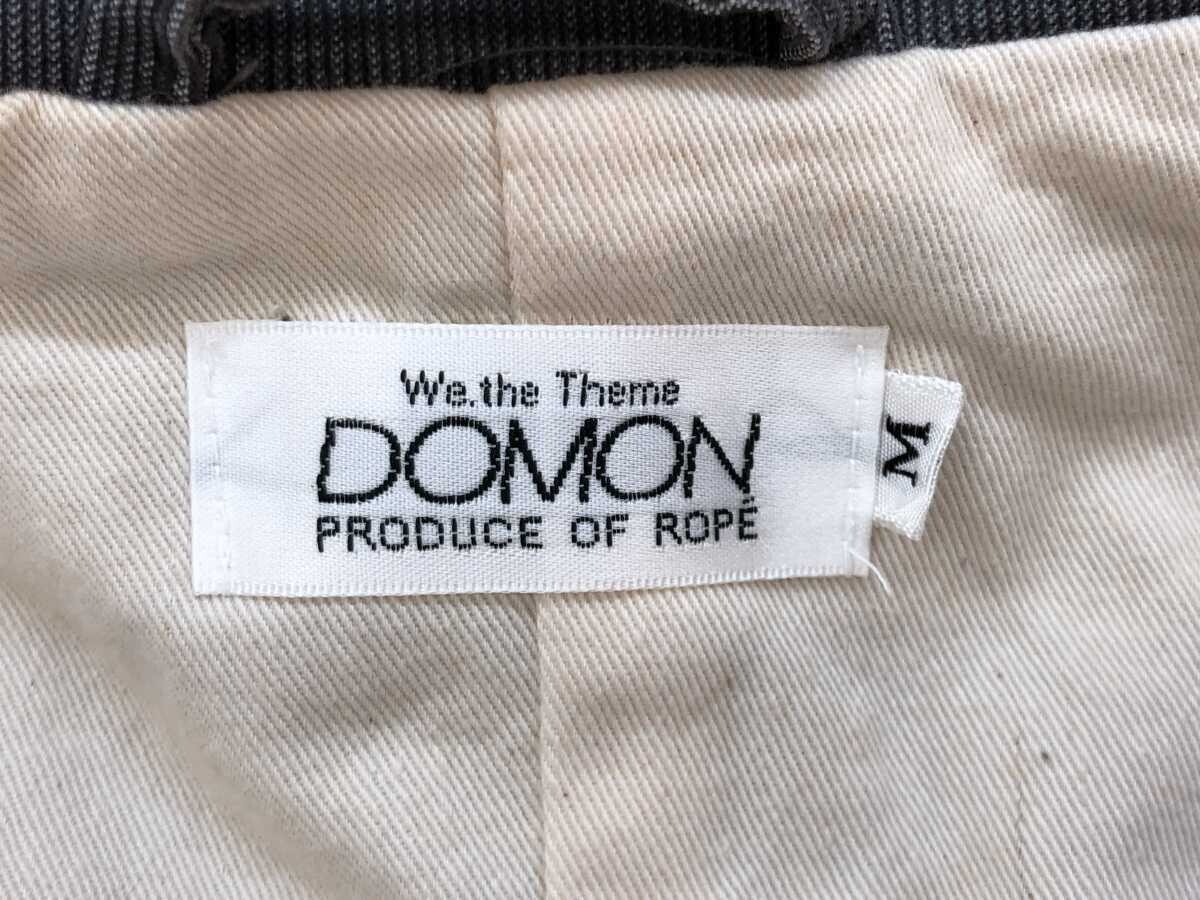 We.the Theme
DOMON
PRODUCE OF ROPÉ
M